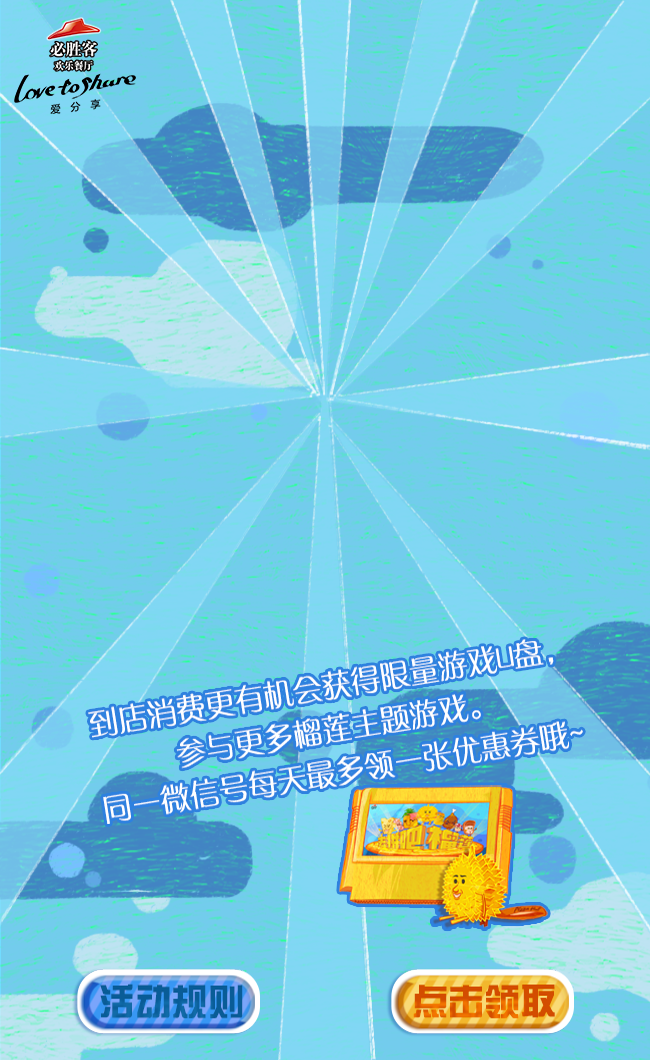 必胜客
欢乐餐厅
Love to Share
爱分享
到店消费更有机会获得限量游戏U盘,
参与更多榴莲主题游戏。
同一微信号每天最多领一张优惠券哦~
活动规则
点击领取